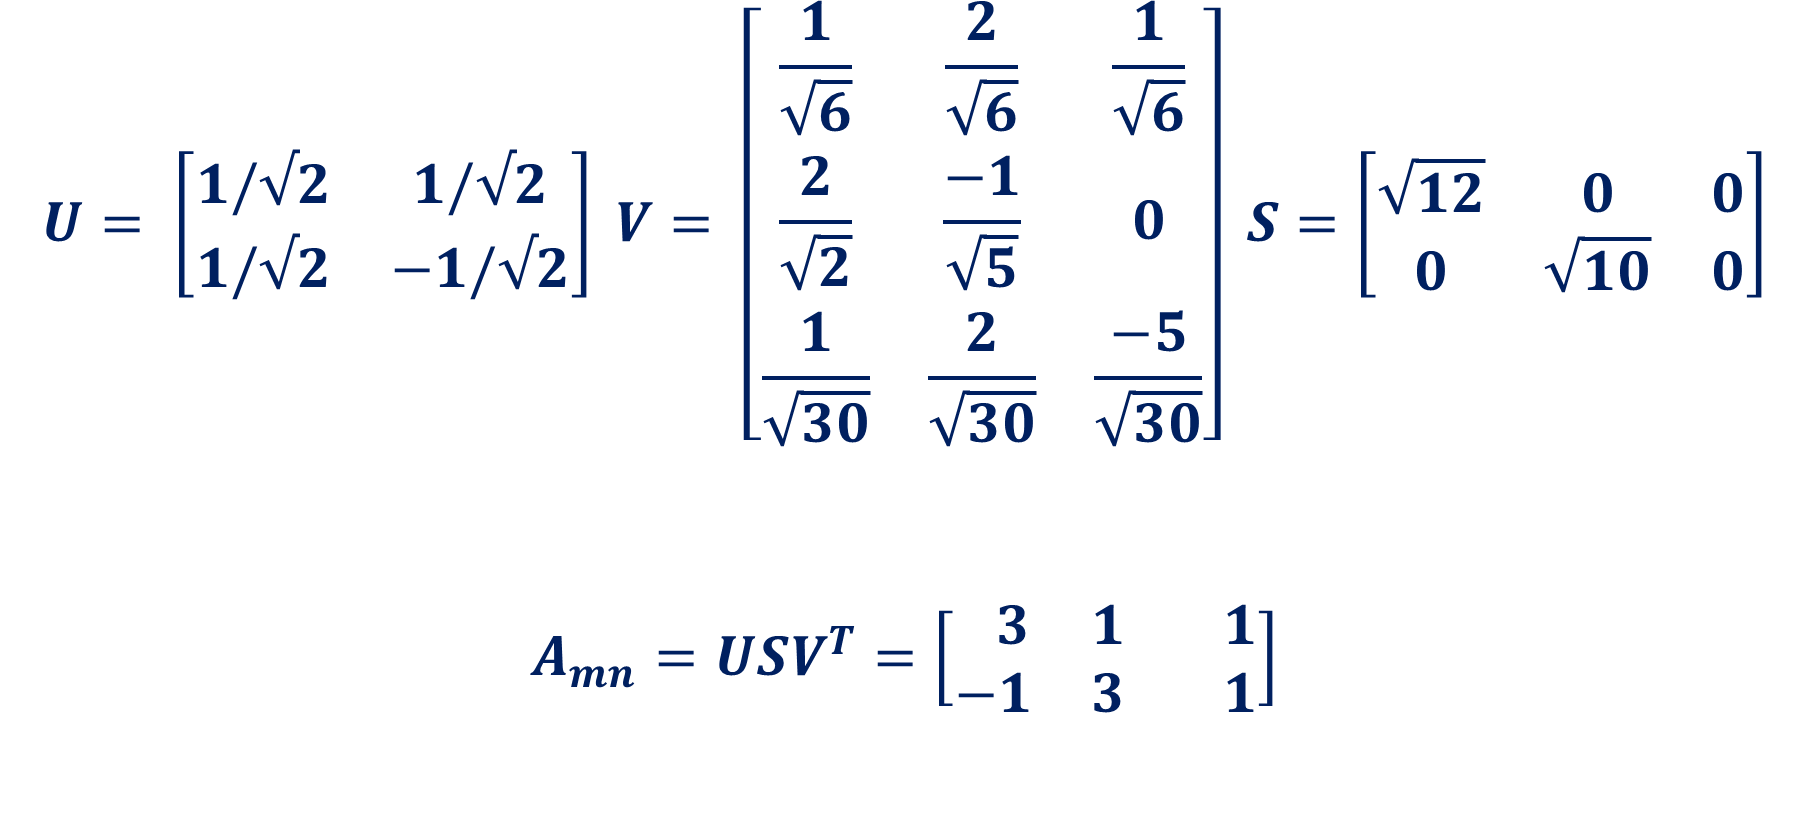 U = [1/√2 1/√2; 1/√2 −1/√2] V = [1/√6 2/√6 1/√6; 2/√2 −1/√5 0; 1/√30 2/√30 −5/√30] S = [√12 0 0; 0 √10 0]
A_mn = USV^T = [3 1 1; −1 3 1]